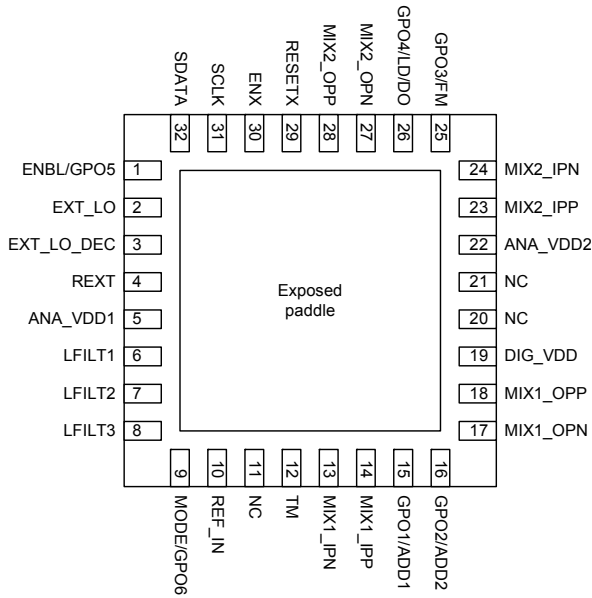 SDATA
SCLK
ENX
RESETX
MIX2_OPP
MIX2_OPN
GPO4/LD/DO
GPO3/FM
32
31
30
29
28
27
26
25
ENBL/GPO5 1
EXT_LO 2
EXT_LO_DEC 3
REXT 4
ANA_VDD1 5
LFILT1 6
LFILT2 7
LFILT3 8
Exposed
paddle
24 MIX2_IPN
23 MIX2_IPP
22 ANA_VDD2
21 NC
20 NC
19 DIG_VDD
18 MIX1_OPP
17 MIX1_OPN
9
10
11
12
13
14
15
16
MODE/GPO6
REF_IN
NC
TM
MIX1_IPN
MIX1_IPP
GPO1/ADD1
GPO2/ADD2